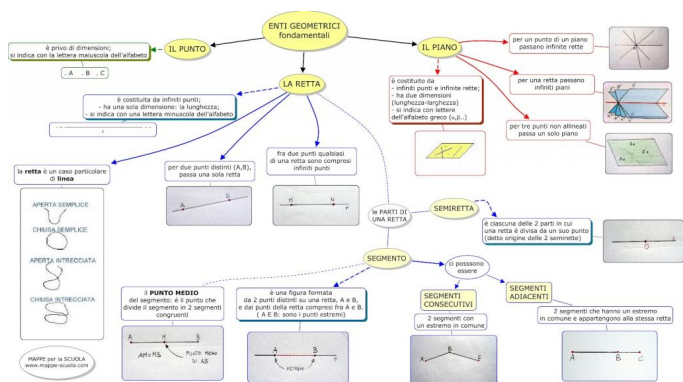 ENTI GEOMETRICI
fondamentali
IL PUNTO
è privo di dimensioni;
si indica con la lettera maiuscola dell'alfabeto
. A . B . C
IL PIANO
è costituito da
- infiniti punti e infinite rette;
- ha due dimensioni
(lunghezza-larghezza)
- si indica con lettere
dell'alfabeto greco (α,β..)
per un punto di un piano
passano infinite rette
per una retta passano
infiniti piani
per tre punti non allineati
passa un solo piano
LA RETTA
è costituita da infiniti punti;
- ha una sola dimensione: la lunghezza;
- si indica con una lettera minuscola dell'alfabeto
r
la retta è un caso particolare
di linea
APERTA SEMPLICE
CHIUSA SEMPLICE
APERTA INTRECCIATA
CHIUSA INTRECCIATA
per due punti distinti (A,B),
passa una sola retta
A B
fra due punti qualsiasi
di una retta sono compresi
infiniti punti
le PARTI DI
UNA RETTA
SEMIRETTA
è ciascuna delle 2 parti in cui
una retta è divisa da un suo punto
(detto origine delle 2 semirette)
O
SEGMENTO
il PUNTO MEDIO
del segmento: è il punto che
divide il segmento in 2 segmenti
congruenti
A M B
AM=MB
PUNTO MEDIO
DI AB
è una figura formata
da 2 punti distinti su una retta, A e B,
e dai punti della retta compresi fra A e B.
( A E B: sono i punti estremi)
A B r
ESTREMI
ci posssono
essere
SEGMENTI
CONSECUTIVI
2 segmenti con
un estremo in comune
A B C
SEGMENTI
ADIACENTI
2 segmenti che hanno un estremo
in comune e appartengono alla stessa retta
A B C
MAPPE per la SCUOLA
www.mappe-scuola.com